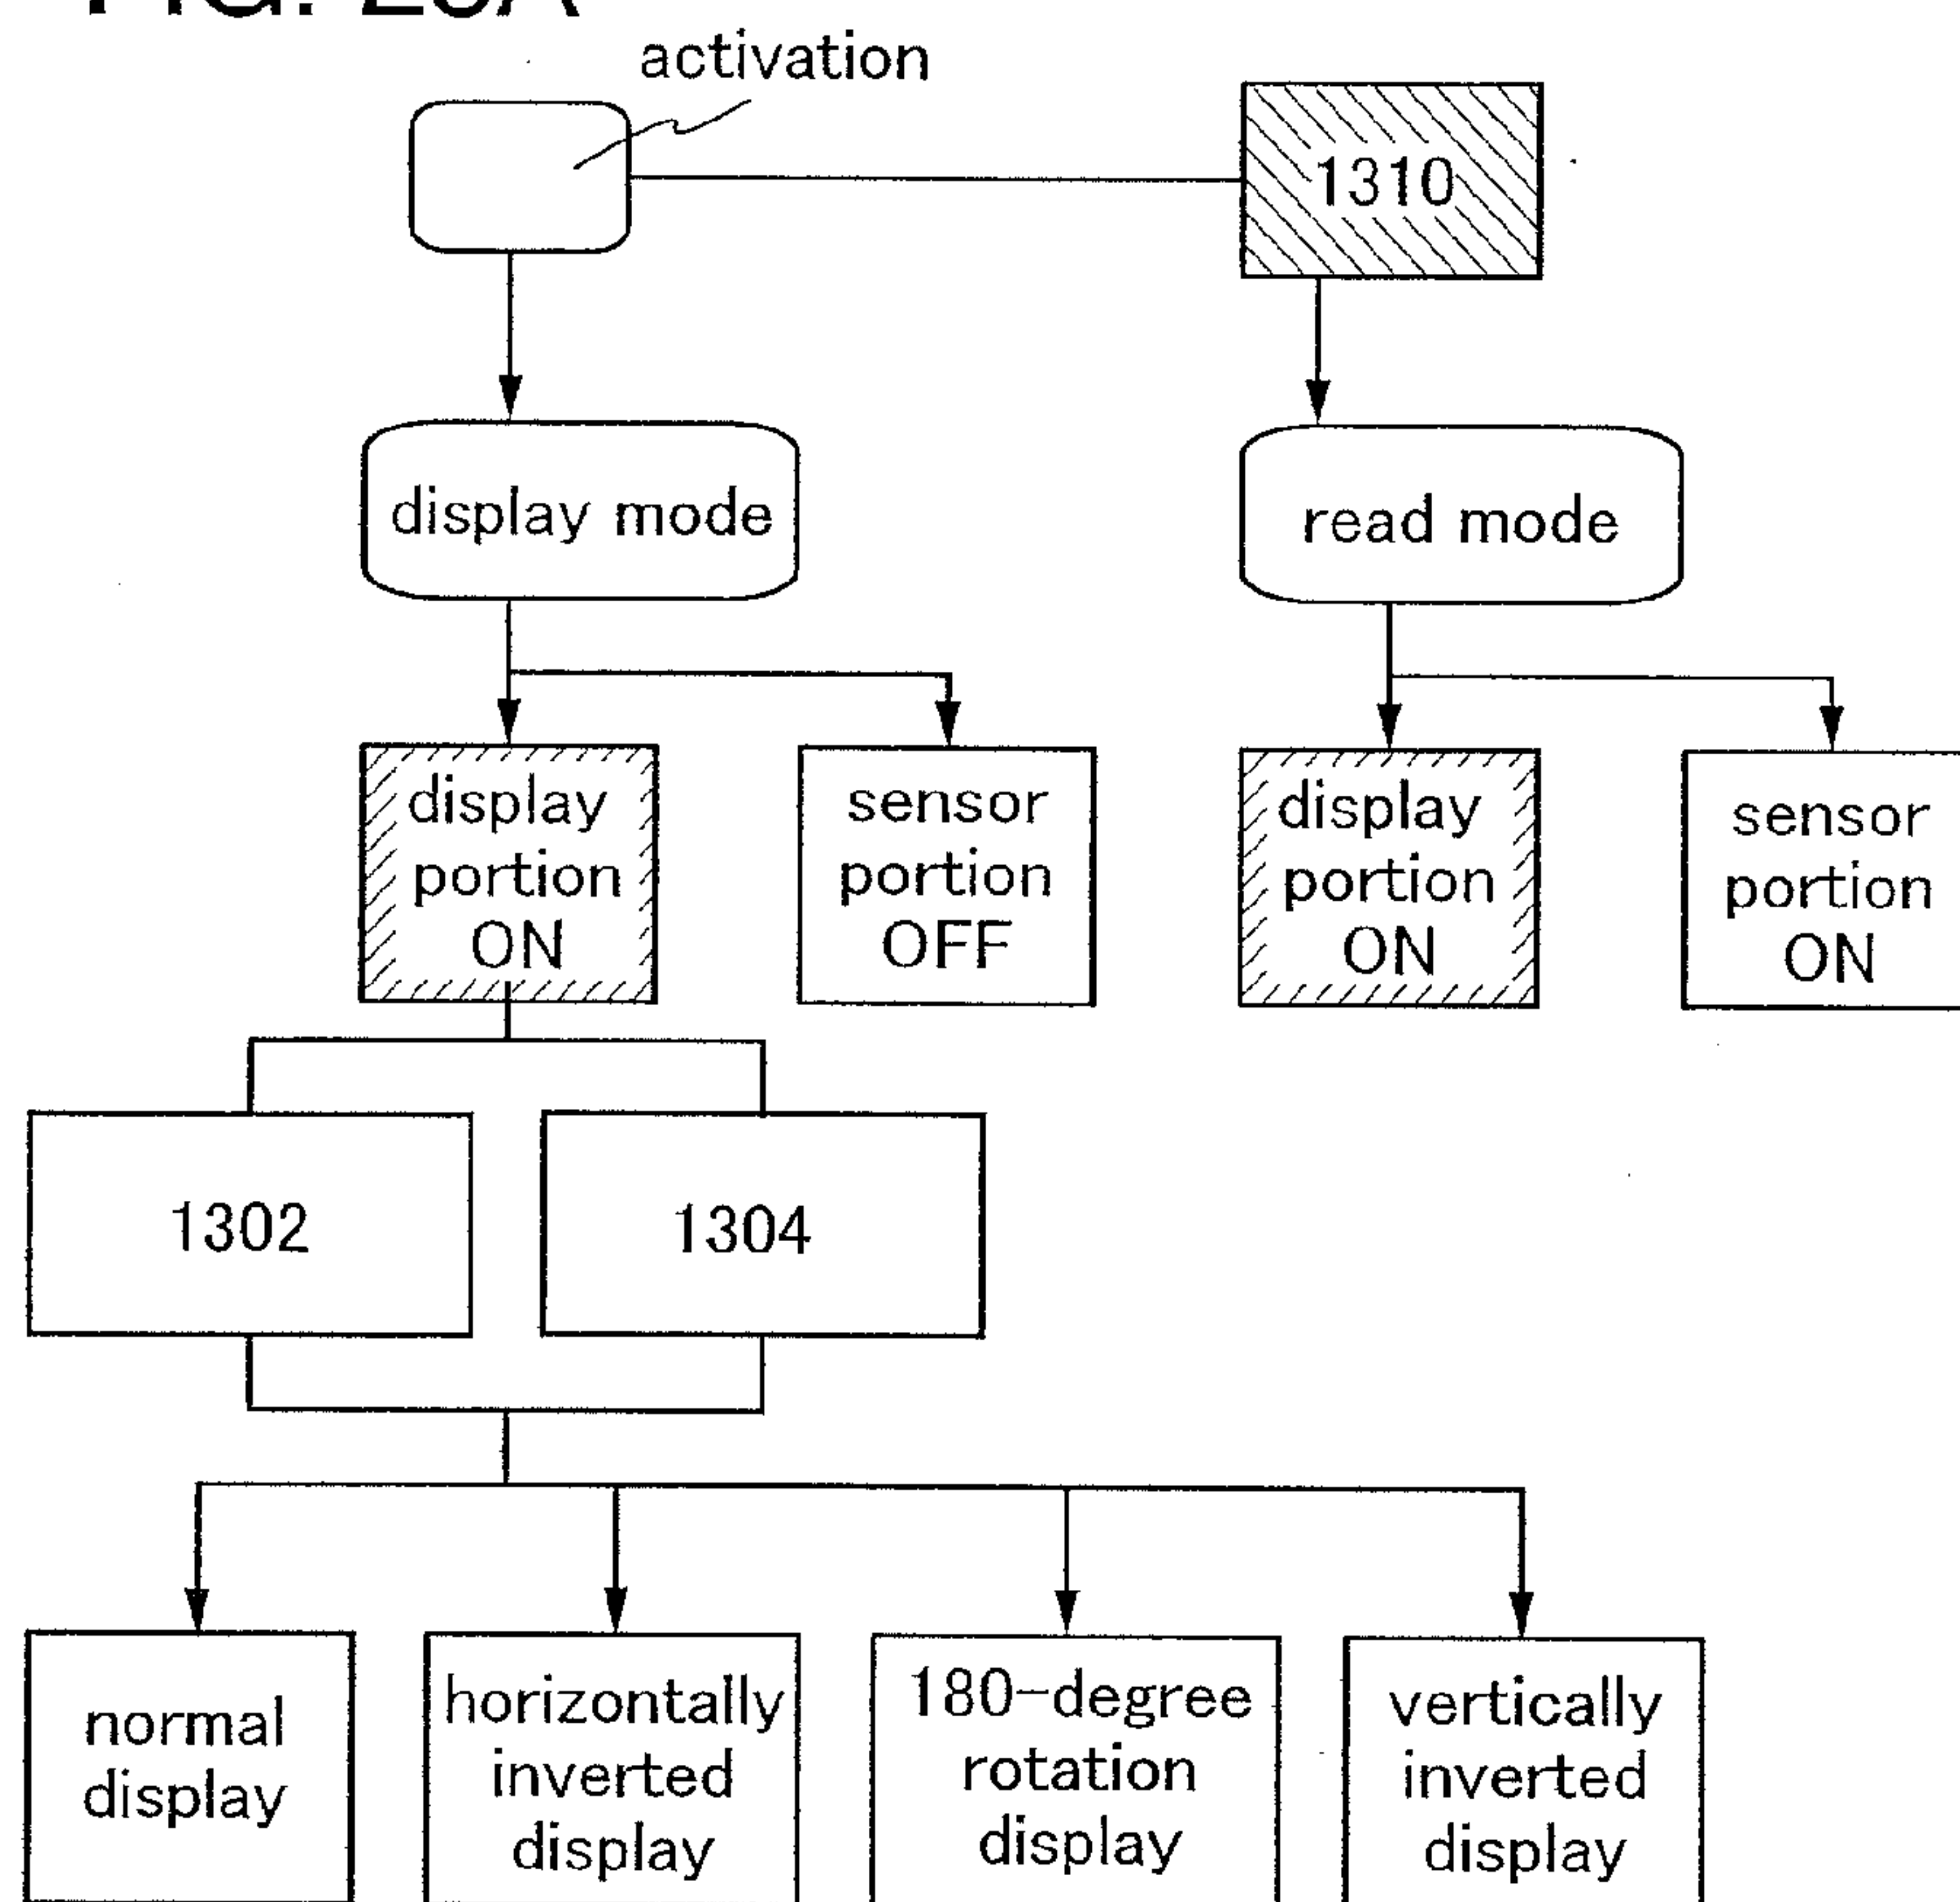 activation
1310
display mode
read mode
display
portion
ON
sensor
portion
OFF
display
portion
ON
sensor
portion
ON
1302
1304
normal
display
horizontally
inverted
display
180-degree
rotation
display
vertically
inverted
display